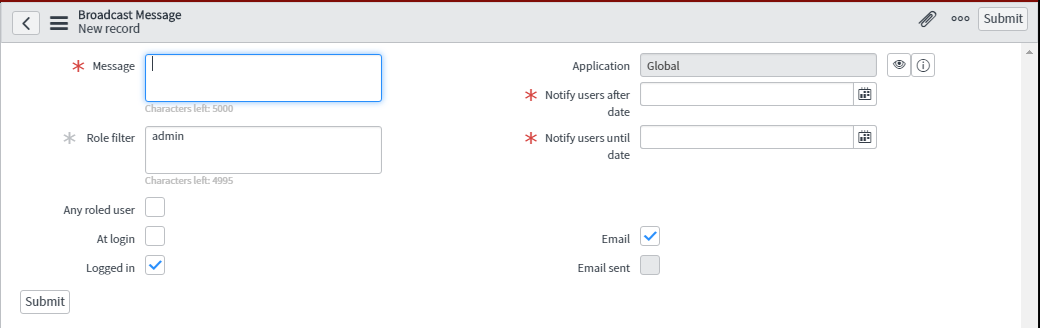 Broadcast Message
New record
Submit
Message
Characters left: 5000
Role filter
admin
Characters left: 4995
Any roled user
At login
Logged in
Application
Global
Notify users after
date
Notify users until
date
Email
Email sent
Submit